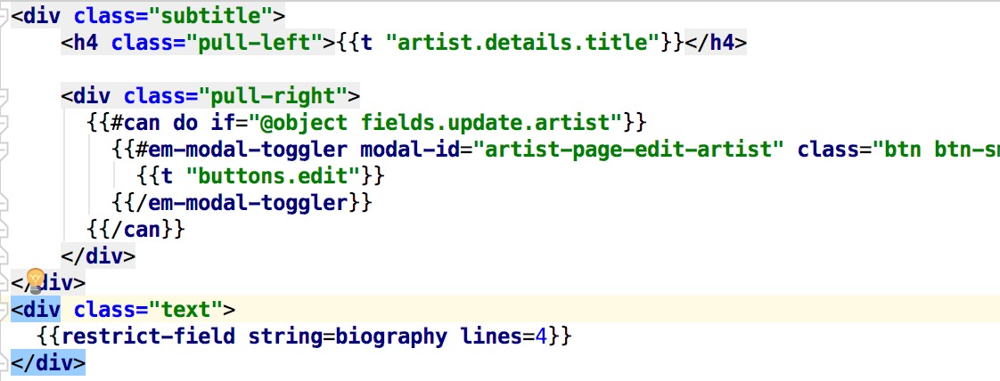 <div class="subtitle">
<h4 class="pull-left">{{t "artist.details.title"}}</h4>
<div class="pull-right">
{{#can do if="@object fields.update.artist"}}
{{#em-modal-toggler modal-id="artist-page-edit-artist" class="btn btn-sm
{{t "buttons.edit"}}
{{/em-modal-toggler}}
{{/can}}
</div>
</div>
<div class="text">
{{restrict-field string=biography lines=4}}
</div>